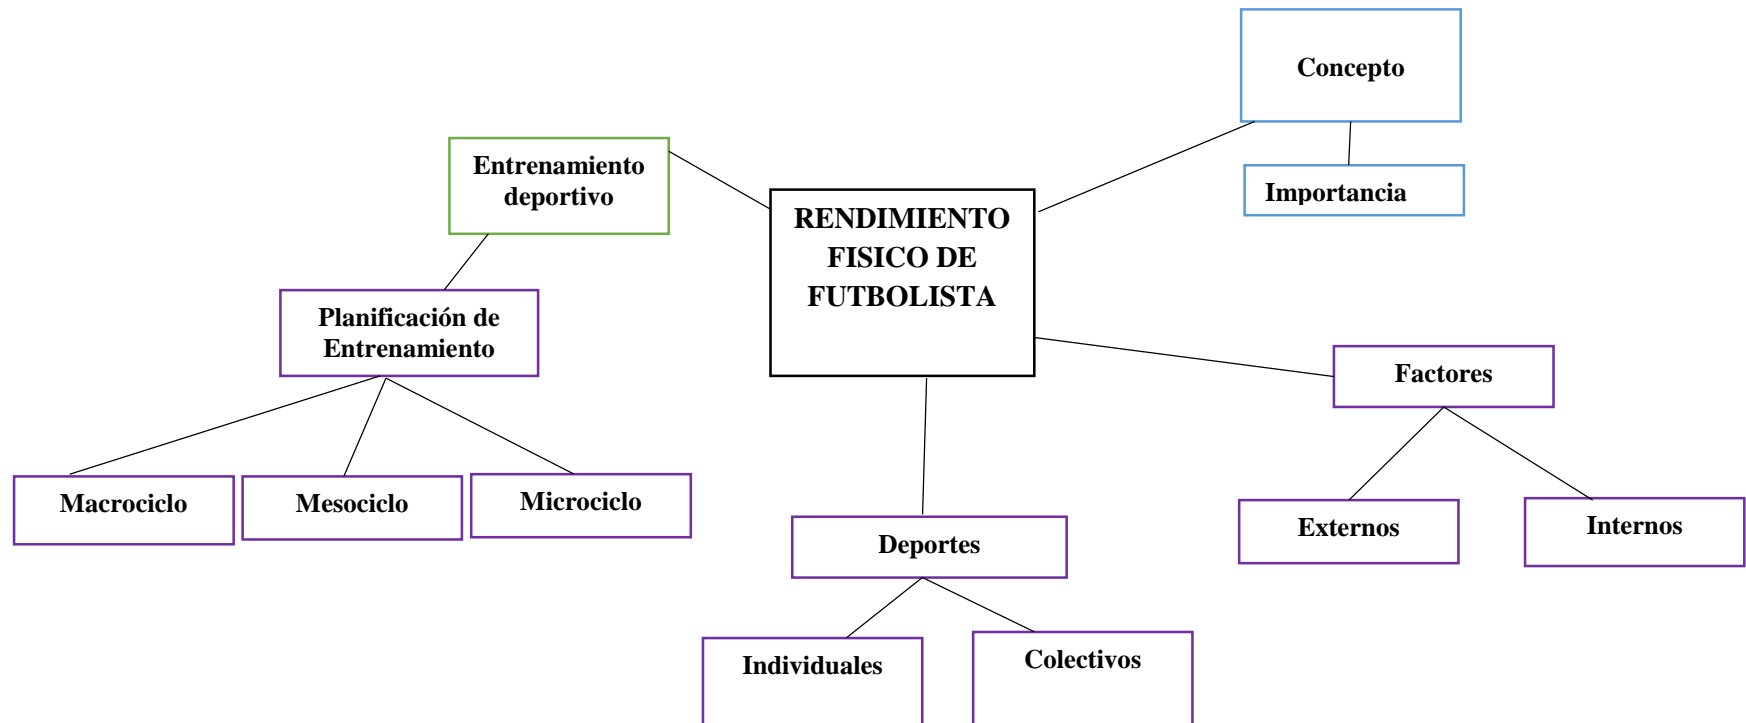 Concepto
Importancia
Entrenamiento
deportivo
RENDIMIENTO
FISICO DE
FUTBOLISTA
Planificación de
Entrenamiento
Factores
Macrociclo
Mesociclo
Microciclo
Externos
Internos
Deportes
Individuales
Colectivos